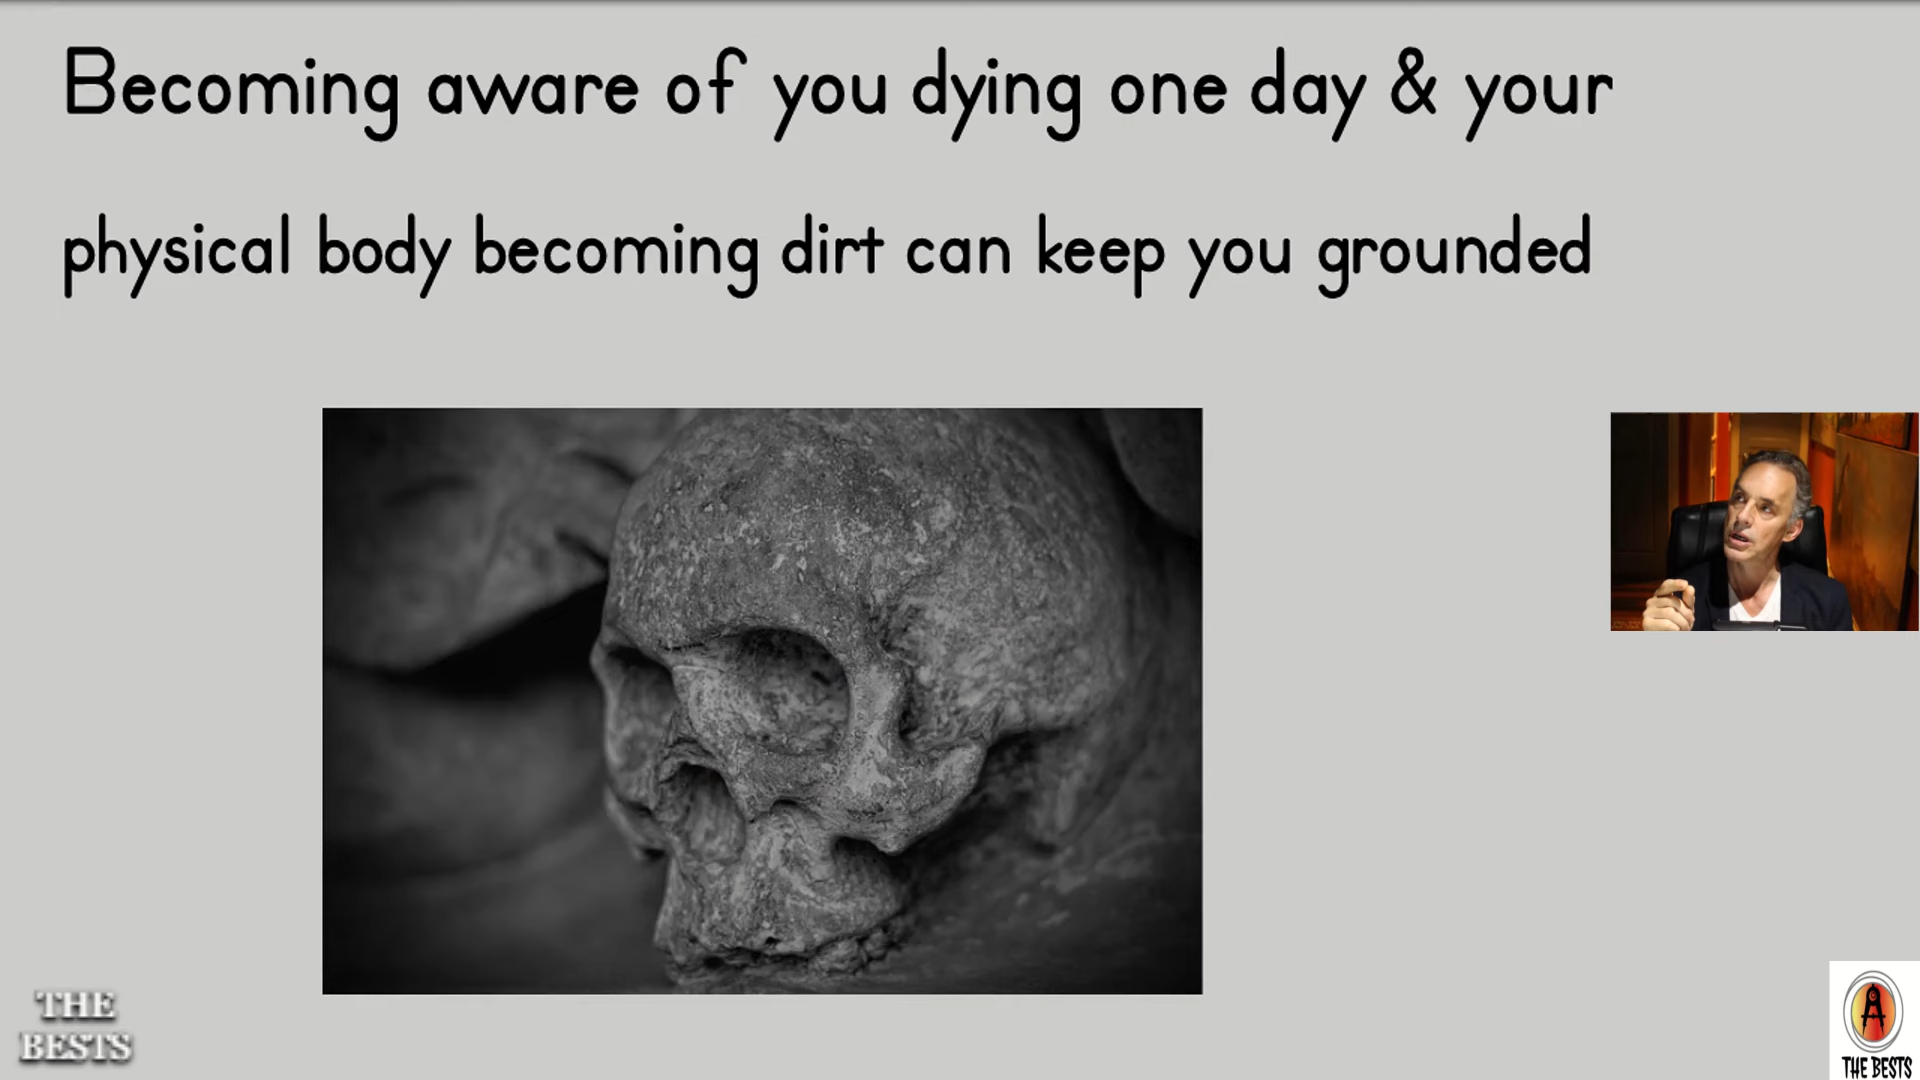 Becoming aware of you dying one day & your
physical body becoming dirt can keep you grounded
THE
BESTS
THE BESTS